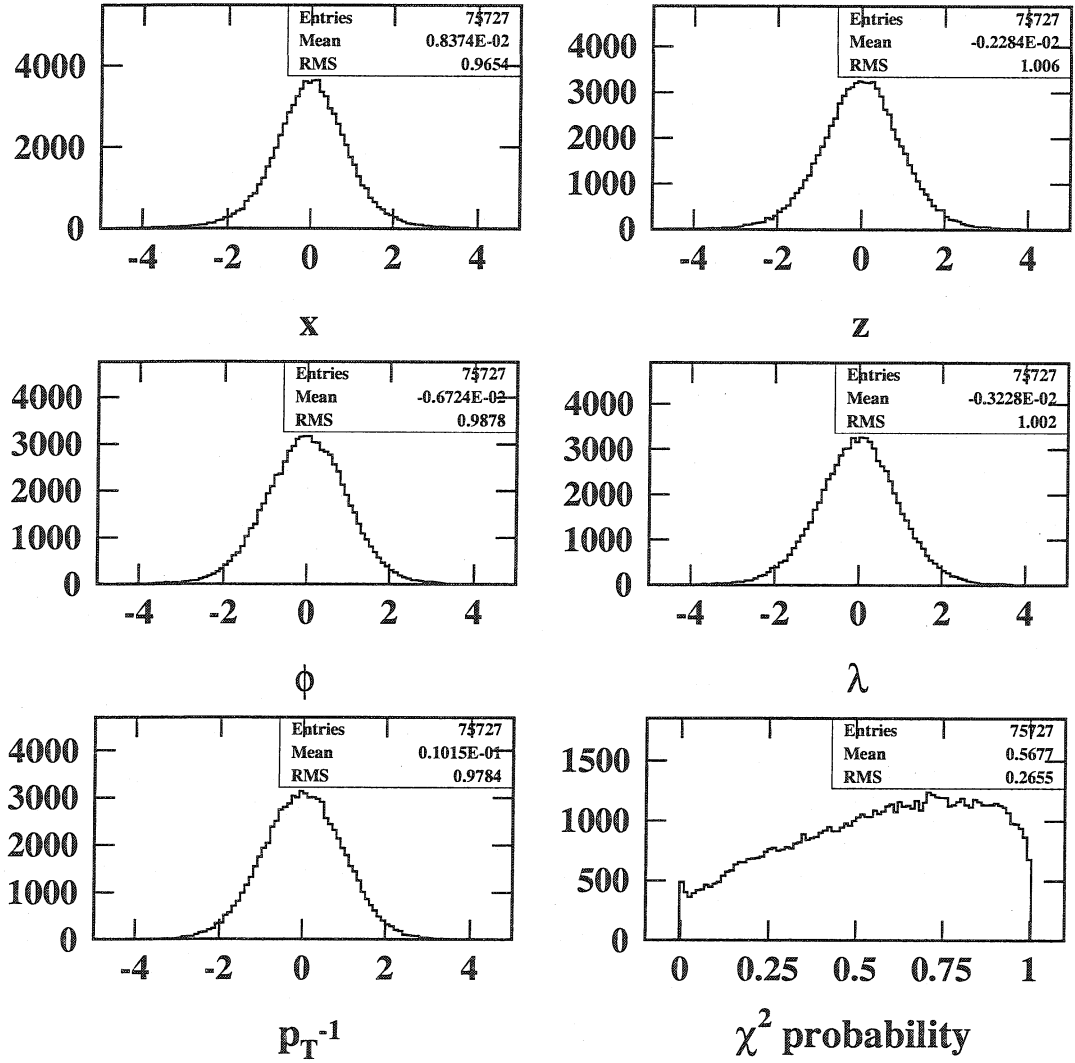 Entries 75727
Mean 0.8374E-02
RMS 0.9654
4000
2000
0
-4 -2 0 2 4
x
Entries 75727
Mean -0.2284E-02
RMS 1.006
4000
3000
2000
1000
0
-4 -2 0 2 4
z
Entries 75727
Mean -0.6724E-02
RMS 0.9878
4000
3000
2000
1000
0
-4 -2 0 2 4
ϕ
Entries 75727
Mean -0.3228E-02
RMS 1.002
4000
3000
2000
1000
0
-4 -2 0 2 4
λ
Entries 75727
Mean 0.1015E-01
RMS 0.9784
4000
3000
2000
1000
0
-4 -2 0 2 4
p_T^-1
Entries 75727
Mean 0.5677
RMS 0.2655
1500
1000
500
0
0 0.25 0.5 0.75 1
χ² probability